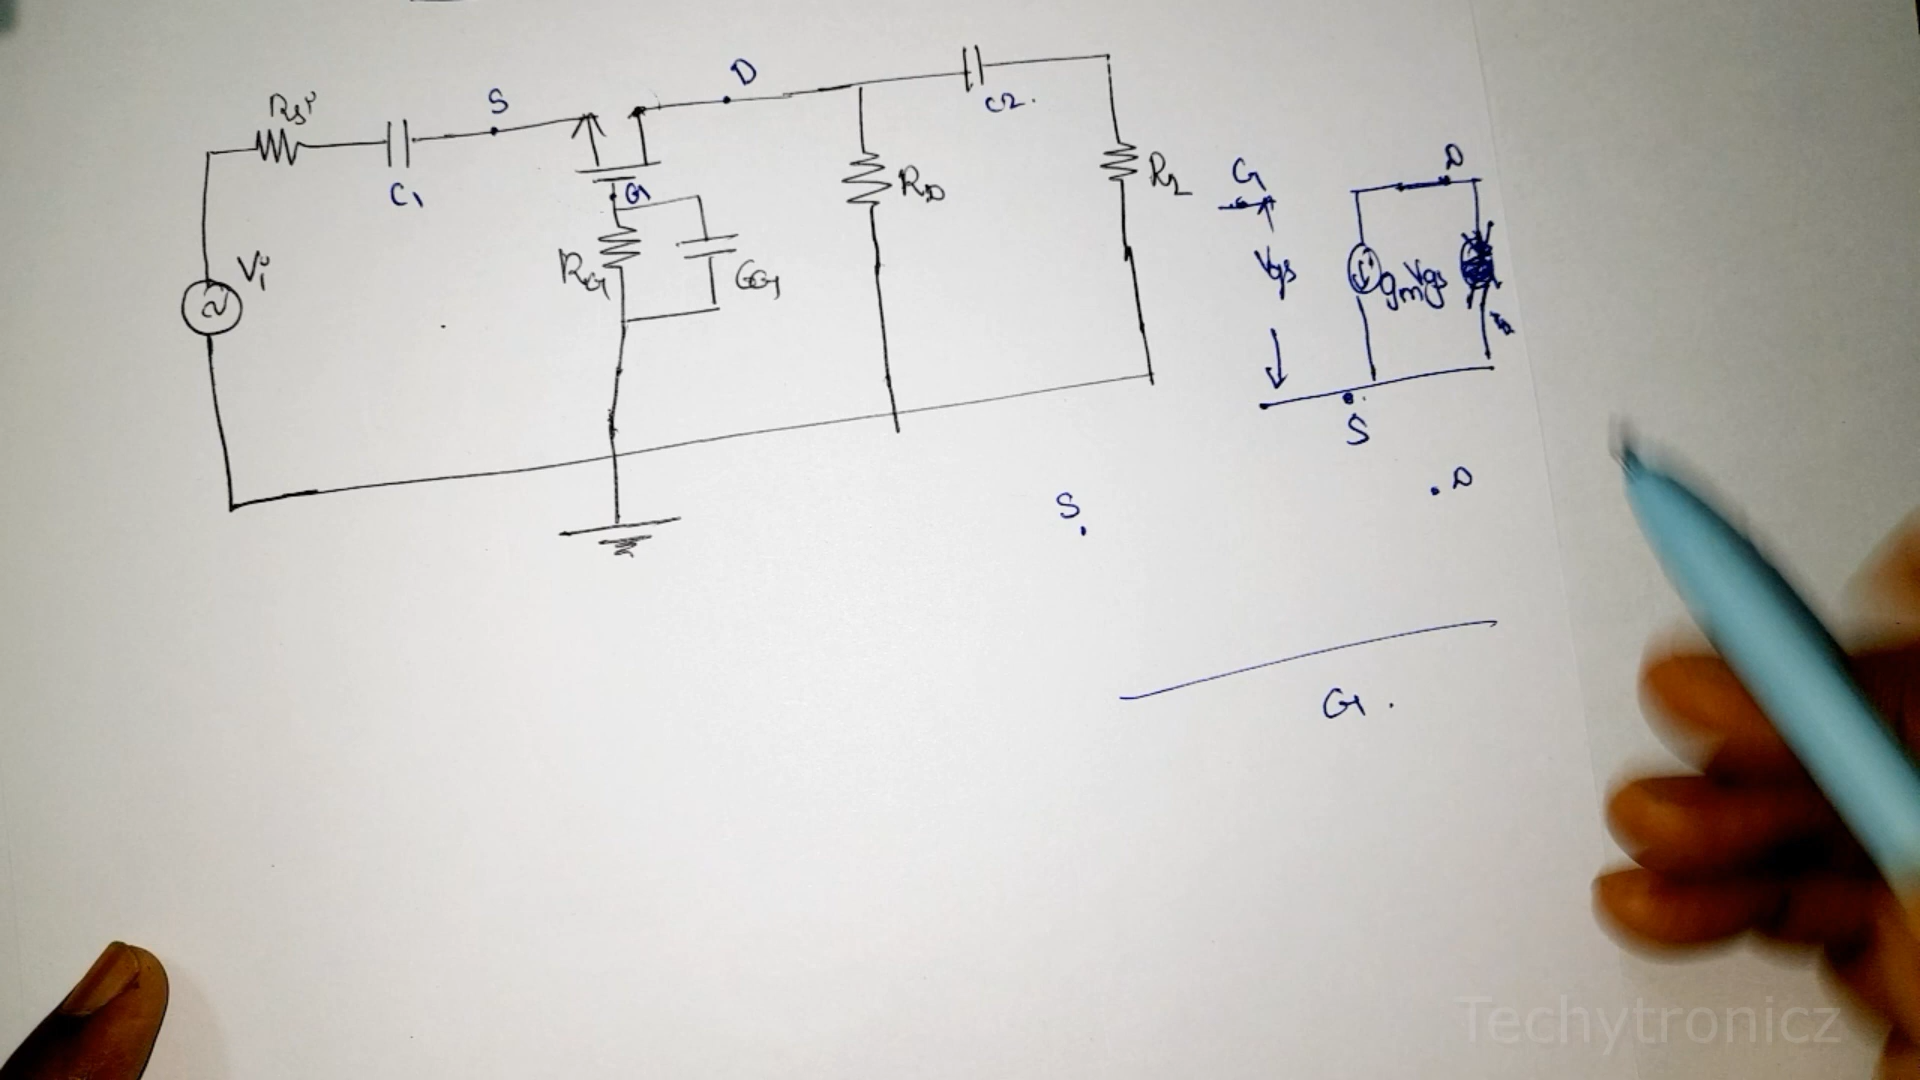 Rsi
C1
S
D
C2.
G
RG
CG
Vi
RD
RL
G
Vgs
gmVgs
D
S
S
D
G.
Techytronicz